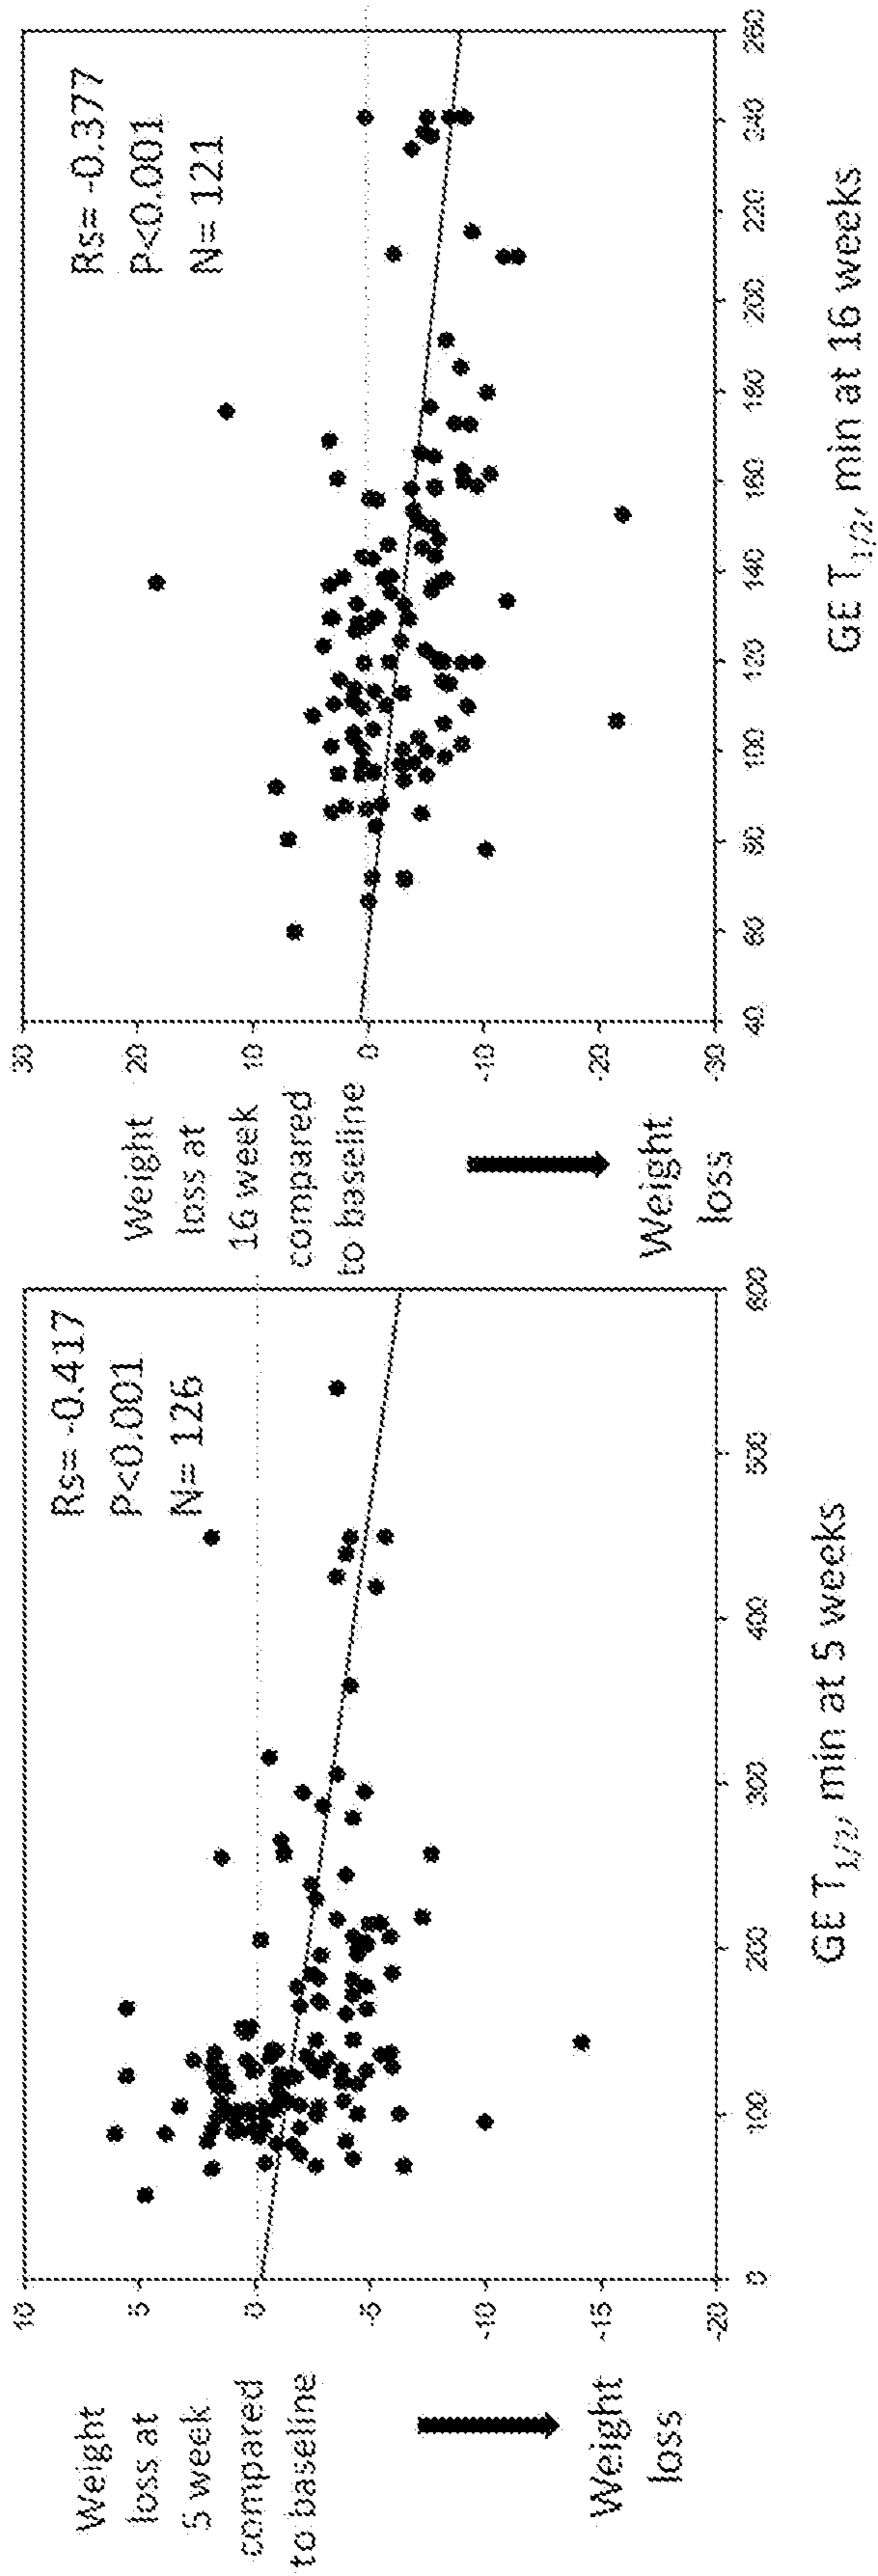 Weight
loss at
5 week
compared
to baseline
Weight
loss
10
5
0
-5
-10
-15
-20
Rs= -0.417
P<0.001
N= 126
0
100
200
300
400
500
600
GE T1/2, min at 5 weeks
Weight
loss at
16 week
compared
to baseline
Weight
loss
30
20
10
0
-10
-20
-30
Rs= -0.377
P<0.001
N= 121
40
60
80
100
120
140
160
180
200
220
240
260
GE T1/2, min at 16 weeks